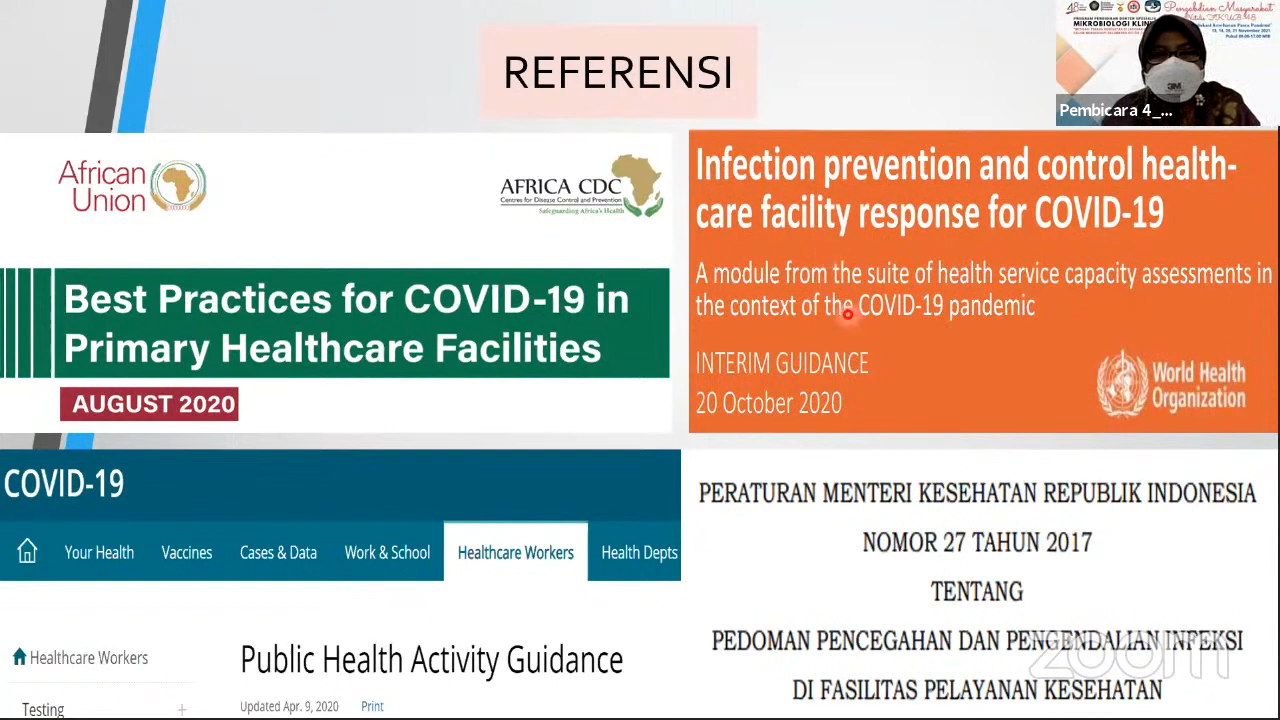 REFERENSI
Pengabdian Masyarakat
MIKROBIOLOGI KLINIK
Pembicara 4_...
African
Union
AFRICA CDC
Centres for Disease Control and Prevention
Safeguarding Africa's Health
Best Practices for COVID-19 in
Primary Healthcare Facilities
AUGUST 2020
Infection prevention and control health-
care facility response for COVID-19
A module from the suite of health service capacity assessments in
the context of the COVID-19 pandemic
INTERIM GUIDANCE
20 October 2020
World Health
Organization
COVID-19
Your Health Vaccines Cases & Data Work & School Healthcare Workers Health Depts
Healthcare Workers
Testing
Public Health Activity Guidance
Updated Apr. 9, 2020 Print
PERATURAN MENTERI KESEHATAN REPUBLIK INDONESIA
NOMOR 27 TAHUN 2017
TENTANG
PEDOMAN PENCEGAHAN DAN PENGENDALIAN INFEKSI
DI FASILITAS PELAYANAN KESEHATAN
zoom